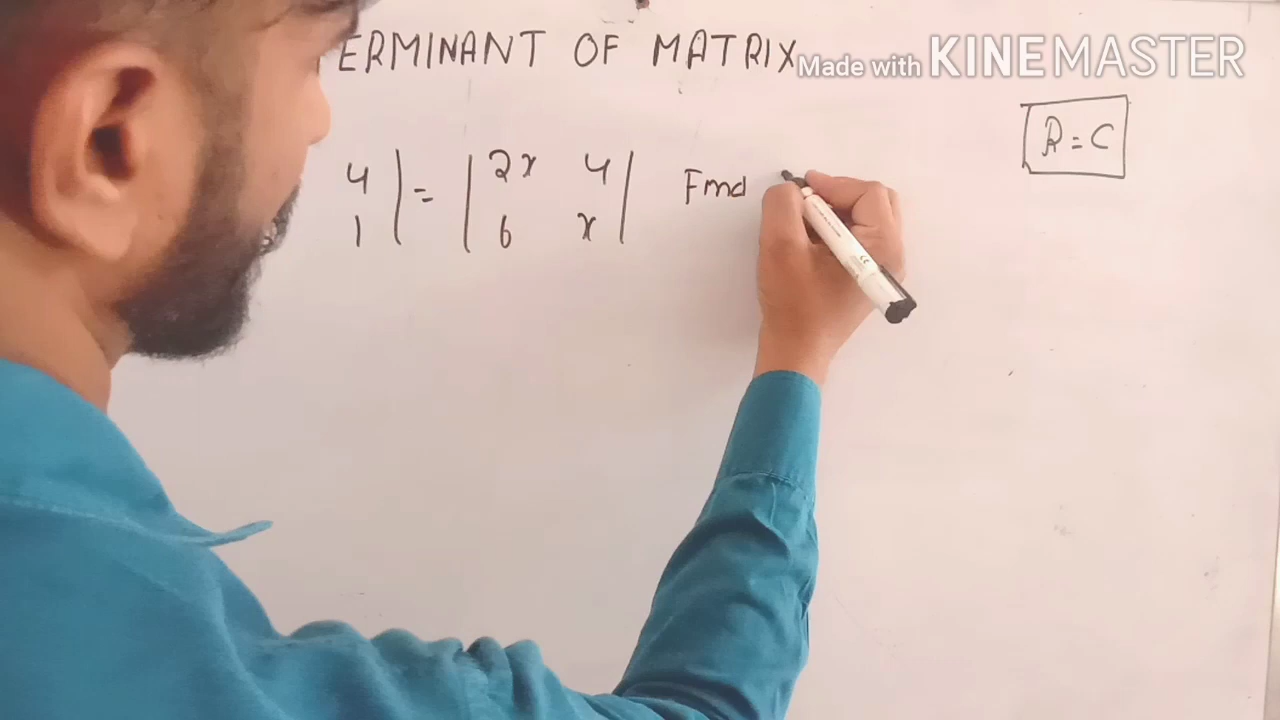 ERMINANT OF MATRIX
Made with KINEMASTER
R = C
4 | = | 2x 4 | Find
1 | | 6 x |